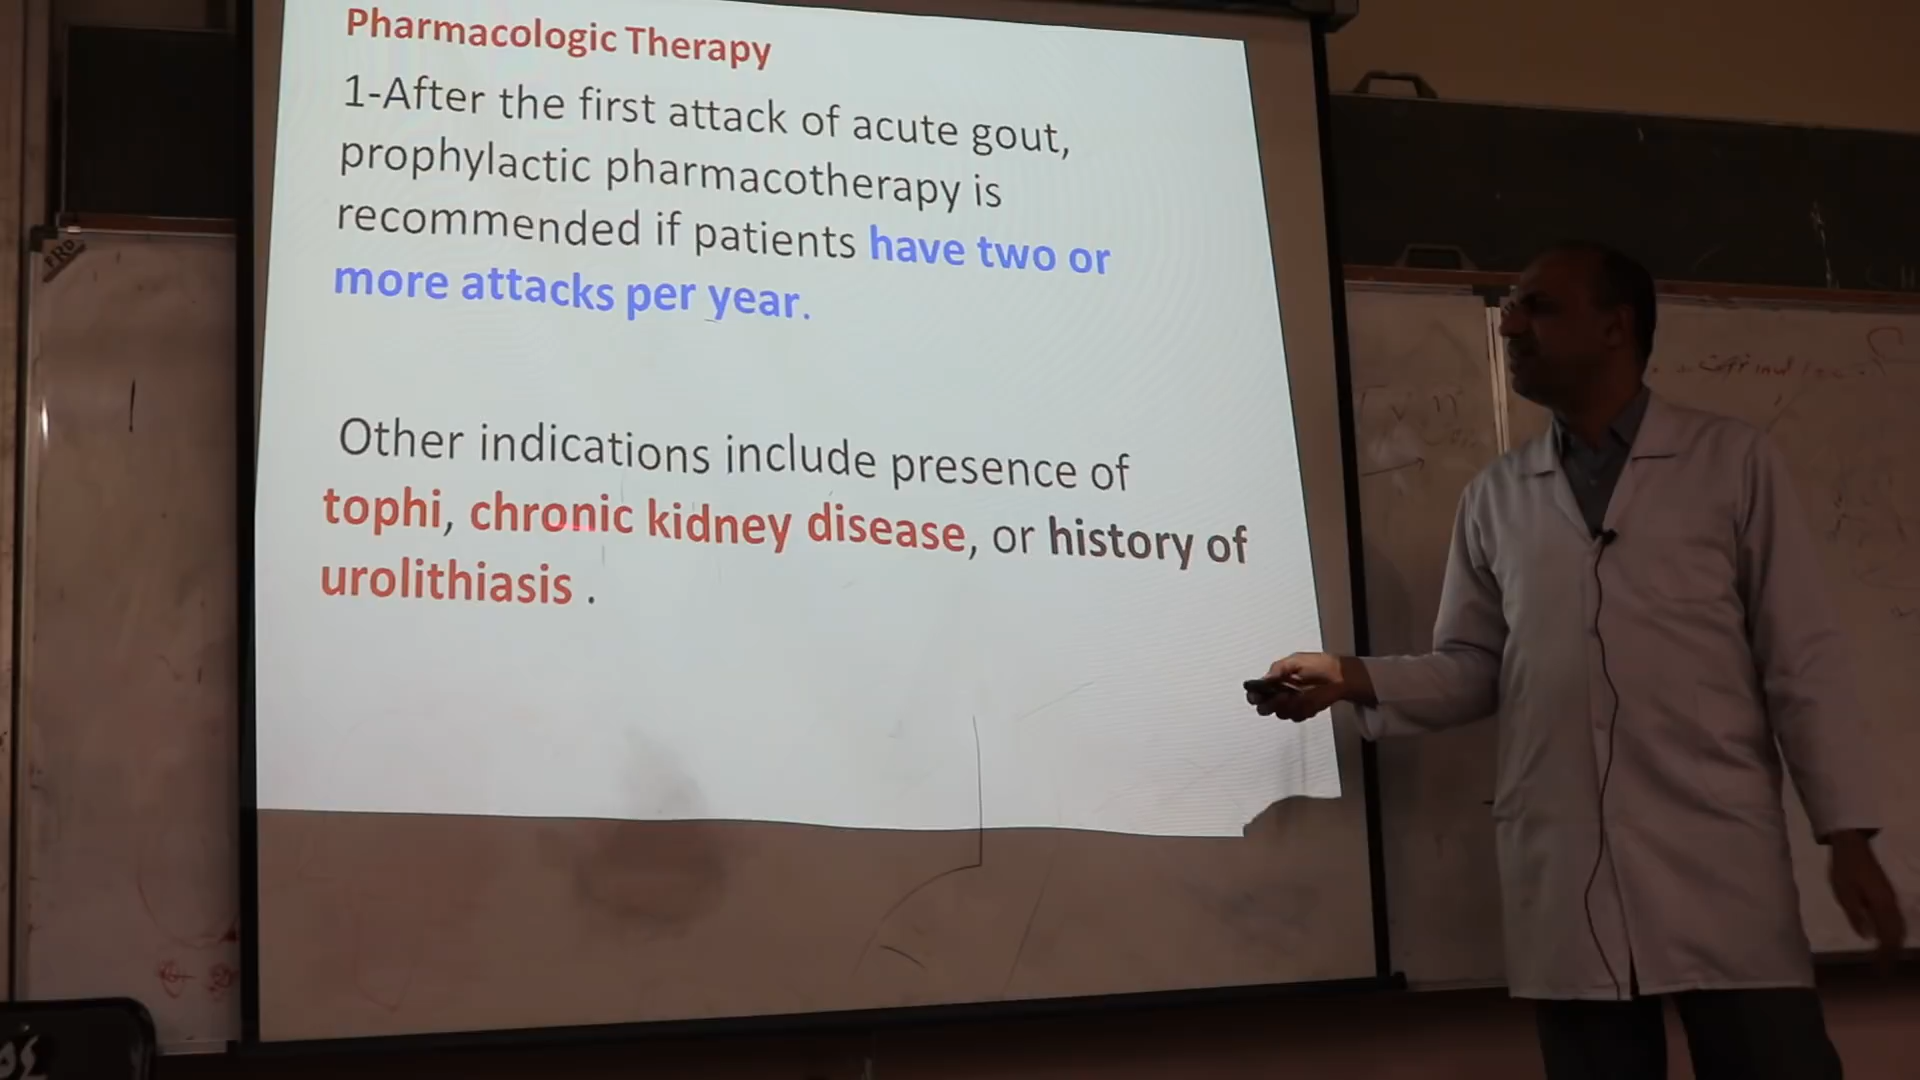 Pharmacologic Therapy
1-After the first attack of acute gout,
prophylactic pharmacotherapy is
recommended if patients have two or
more attacks per year.
Other indications include presence of
tophi, chronic kidney disease, or history of
urolithiasis .